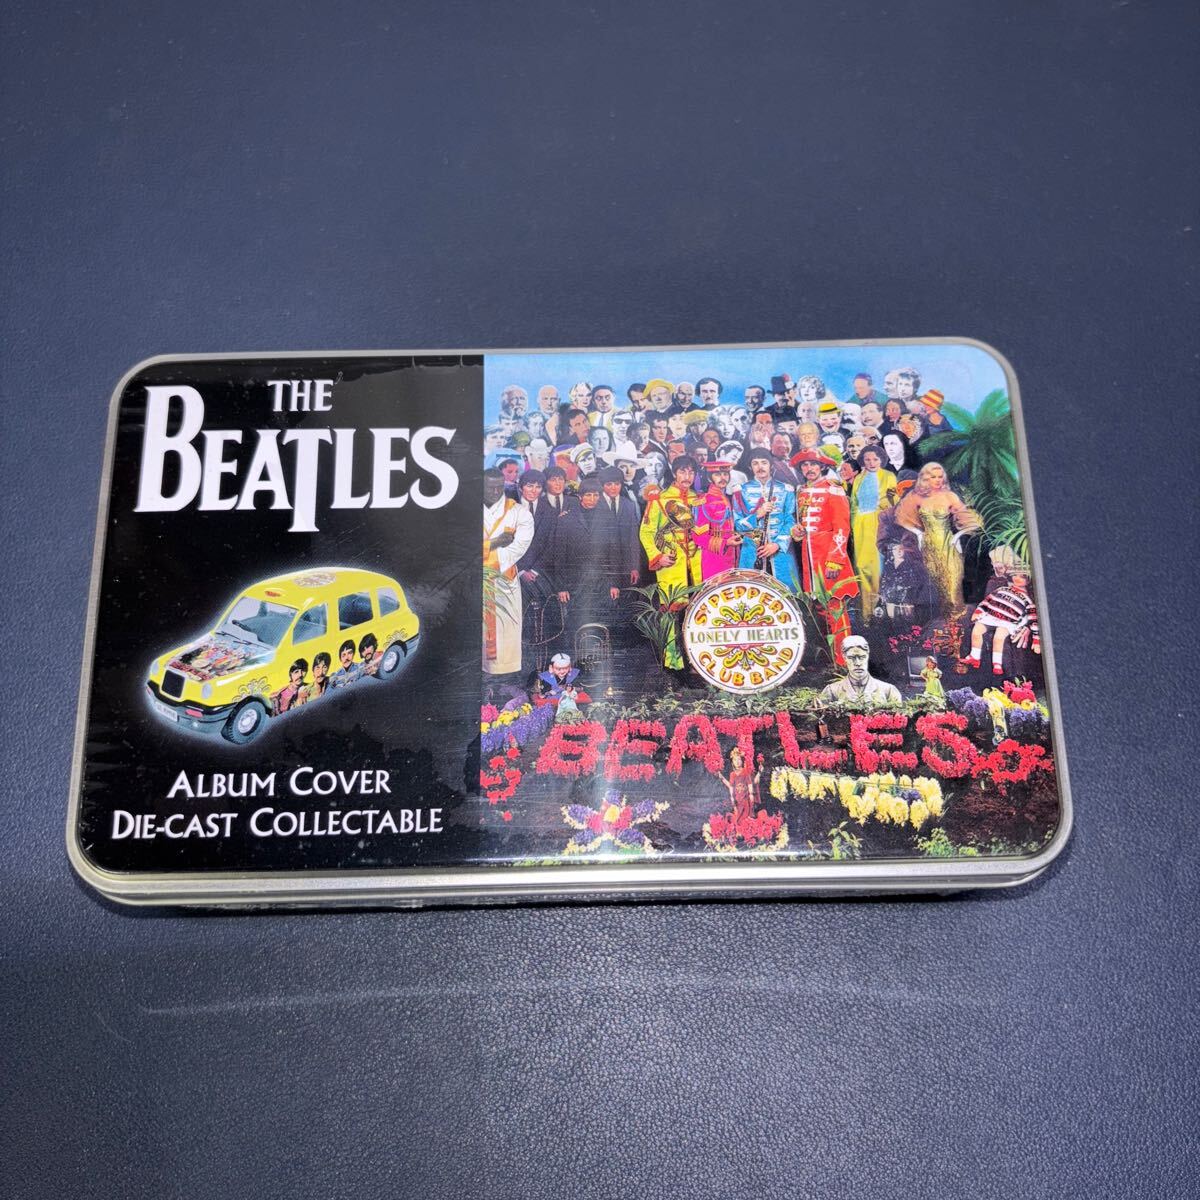 THE
BEATLES
ALBUM COVER
DIE-CAST COLLECTABLE
SGT PEPPERS
LONELY HEARTS
CLUB BAND
BEATLES